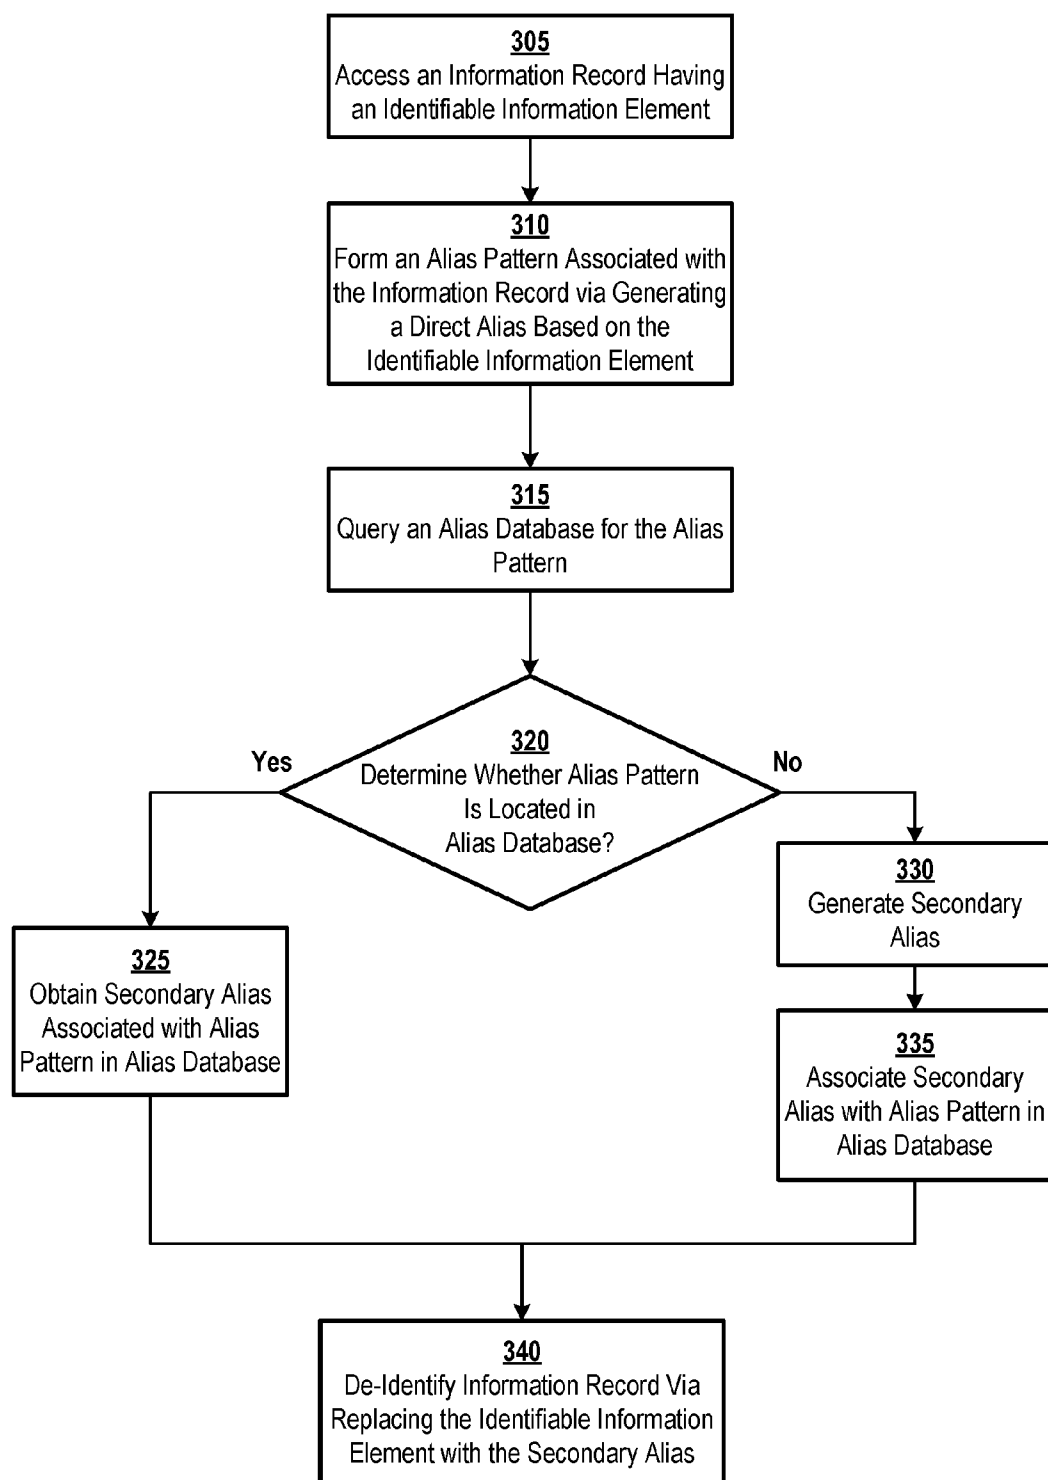 305
Access an Information Record Having
an Identifiable Information Element
310
Form an Alias Pattern Associated with
the Information Record via Generating
a Direct Alias Based on the
Identifiable Information Element
315
Query an Alias Database for the Alias
Pattern
320
Determine Whether Alias Pattern
Is Located in
Alias Database?
Yes
No
325
Obtain Secondary Alias
Associated with Alias
Pattern in Alias Database
330
Generate Secondary
Alias
335
Associate Secondary
Alias with Alias Pattern in
Alias Database
340
De-Identify Information Record Via
Replacing the Identifiable Information
Element with the Secondary Alias